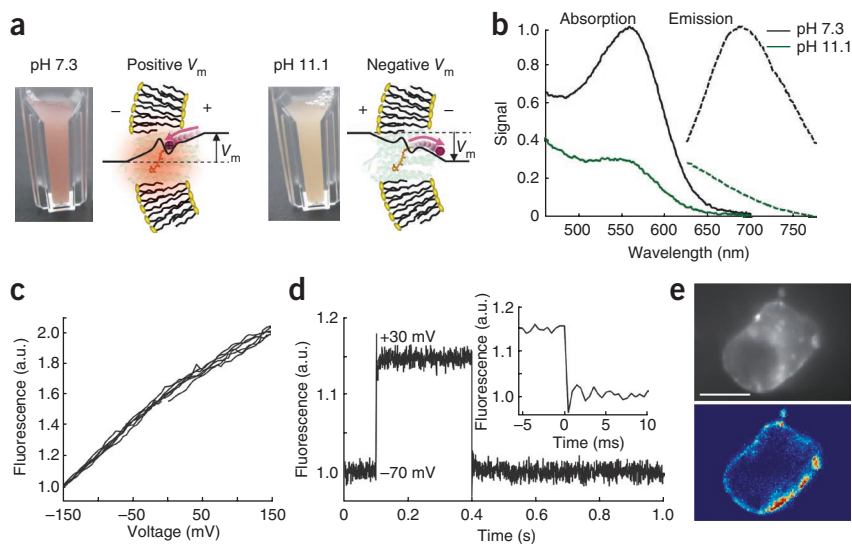 a
pH 7.3
Positive Vm
– +
Vm
pH 11.1
Negative Vm
+ –
Vm
b
Absorption Emission
pH 7.3
pH 11.1
Signal
1.0
0.8
0.6
0.4
0.2
0
500 550 600 650 700 750
Wavelength (nm)
c
Fluorescence (a.u.)
2.0
1.8
1.6
1.4
1.2
1.0
–150 –50 50 150
Voltage (mV)
d
Fluorescence (a.u.)
1.2
1.1
1.0
+30 mV
–70 mV
0 0.2 0.4 0.6 0.8 1.0
Time (s)
Fluorescence (a.u.)
1.2
1.1
1.0
–5 0 5 10
Time (ms)
e